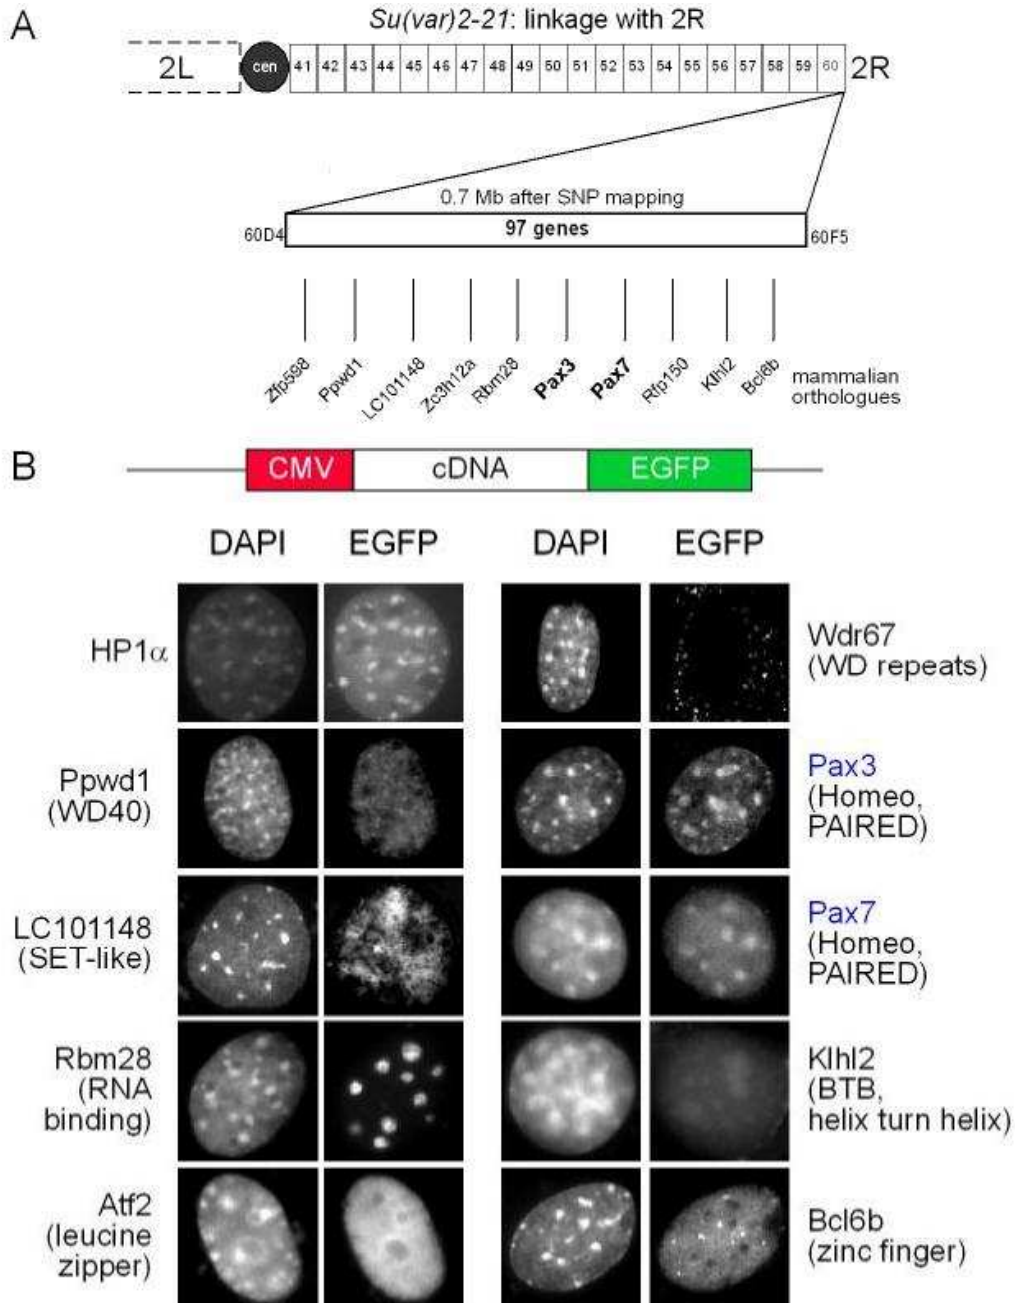 A
Su(var)2-21: linkage with 2R
2L
cen
41 42 43 44 45 46 47 48 49 50 51 52 53 54 55 56 57 58 59 60
2R
0.7 Mb after SNP mapping
60D4
97 genes
60F5
Zfp598
Ppwd1
LC101148
Zc3h12a
Rbm28
Pax3
Pax7
Rfp150
Klhl2
Bcl6b
mammalian
orthologues
B
CMV
cDNA
EGFP
DAPI
EGFP
DAPI
EGFP
HP1α
Wdr67
(WD repeats)
Ppwd1
(WD40)
Pax3
(Homeo,
PAIRED)
LC101148
(SET-like)
Pax7
(Homeo,
PAIRED)
Rbm28
(RNA
binding)
Klhl2
(BTB,
helix turn helix)
Atf2
(leucine
zipper)
Bcl6b
(zinc finger)